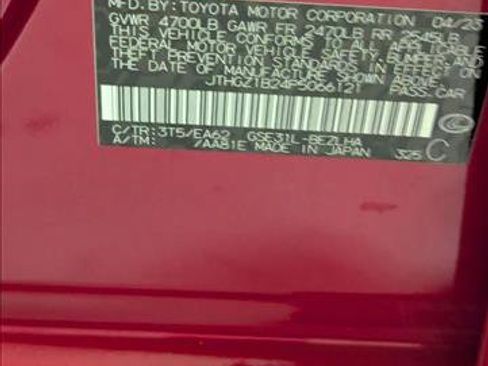 MFD. BY: TOYOTA MOTOR CORPORATION 04/23
GVWR 4700LB GAWR FR 2470LB RR 2545LB
THIS VEHICLE CONFORMS TO ALL APPLICABLE
FEDERAL MOTOR VEHICLE SAFETY, BUMPER, AND
THEFT PREVENTION STANDARDS IN EFFECT ON
THE DATE OF MANUFACTURE SHOWN ABOVE.
JTHGZ1B24P5066121 PASS. CAR
C/TR: 3T5/EA62 GSE31L-BEZLHA
A/TM: /AA81E MADE IN JAPAN 325 C